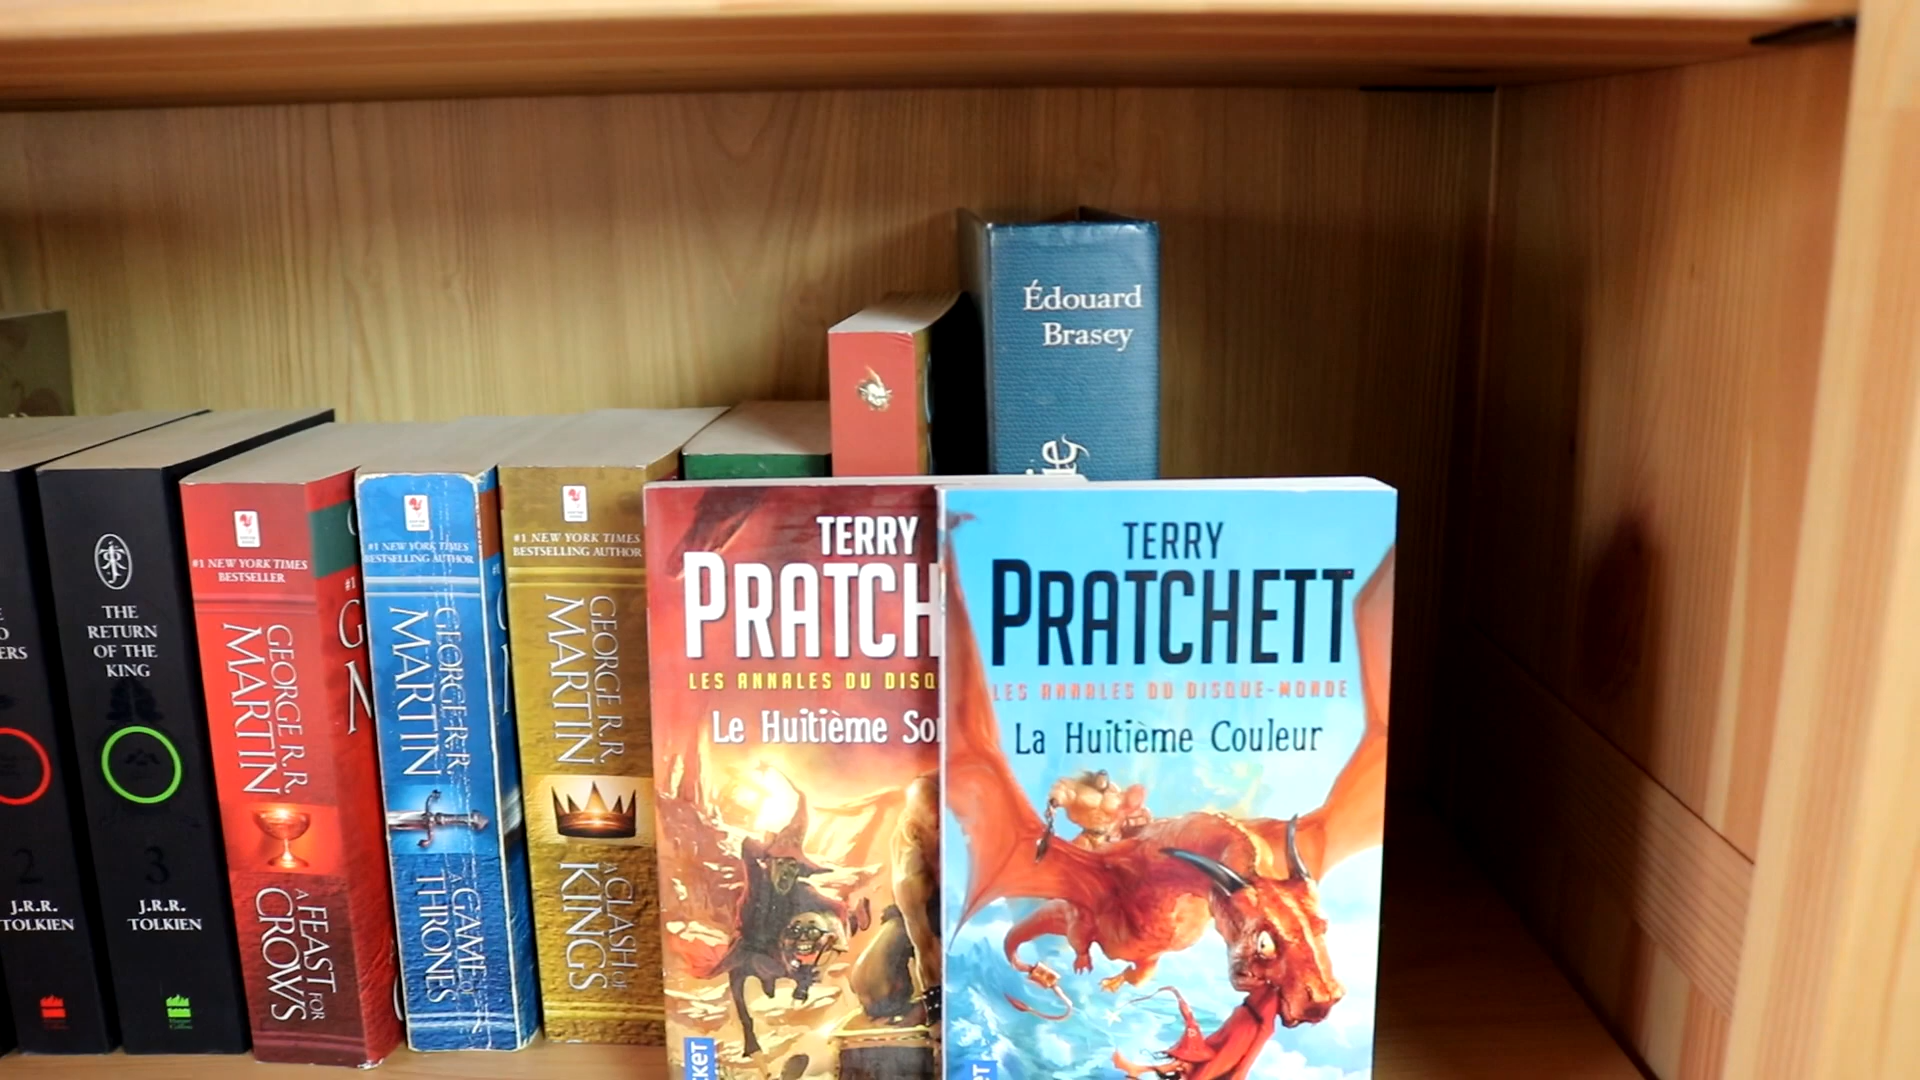 THE
RETURN
OF THE
KING
3
J.R.R.
TOLKIEN
2
J.R.R.
TOLKIEN
#1 NEW YORK TIMES
BESTSELLER
GEORGE R.R.
MARTIN
A FEAST FOR
CROWS
#1 NEW YORK TIMES
BESTSELLING AUTHOR
GEORGE R.R.
MARTIN
A GAME OF
THRONES
#1 NEW YORK TIMES
BESTSELLING AUTHOR
GEORGE R.R.
MARTIN
A CLASH OF
KINGS
TERRY
PRATCH
LES ANNALES DU DISQ
Le Huitième So
Édouard
Brasey
TERRY
PRATCHETT
LES ANNALES DU DISQUE-MONDE
La Huitième Couleur